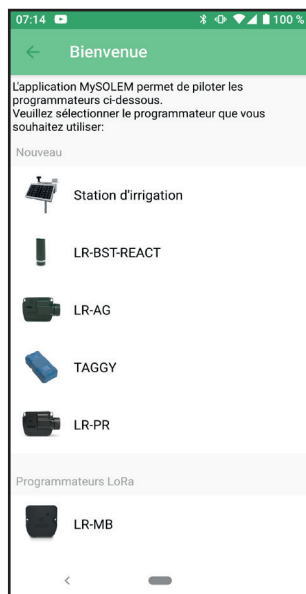 07:14 100 %
Bienvenue
L'application MySOLEM permet de piloter les
programmateurs ci-dessous.
Veuillez sélectionner le programmateur que vous
souhaitez utiliser:
Nouveau
Station d'irrigation
LR-BST-REACT
LR-AG
TAGGY
LR-PR
Programmateurs LoRa
LR-MB